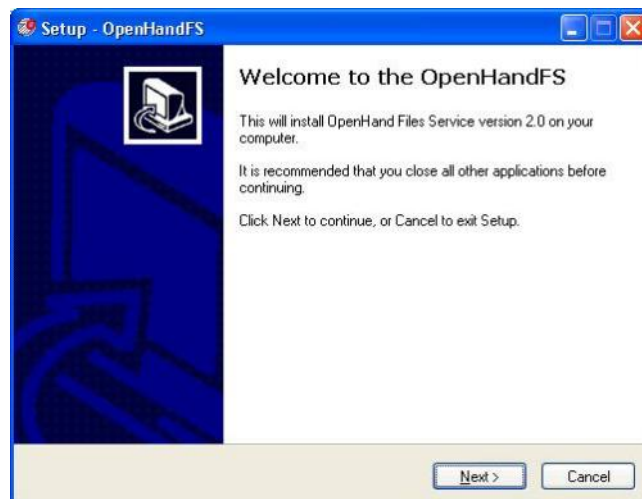 Setup - OpenHandFS
Welcome to the OpenHandFS
This will install OpenHand Files Service version 2.0 on your
computer.
It is recommended that you close all other applications before
continuing.
Click Next to continue, or Cancel to exit Setup.
Next >
Cancel